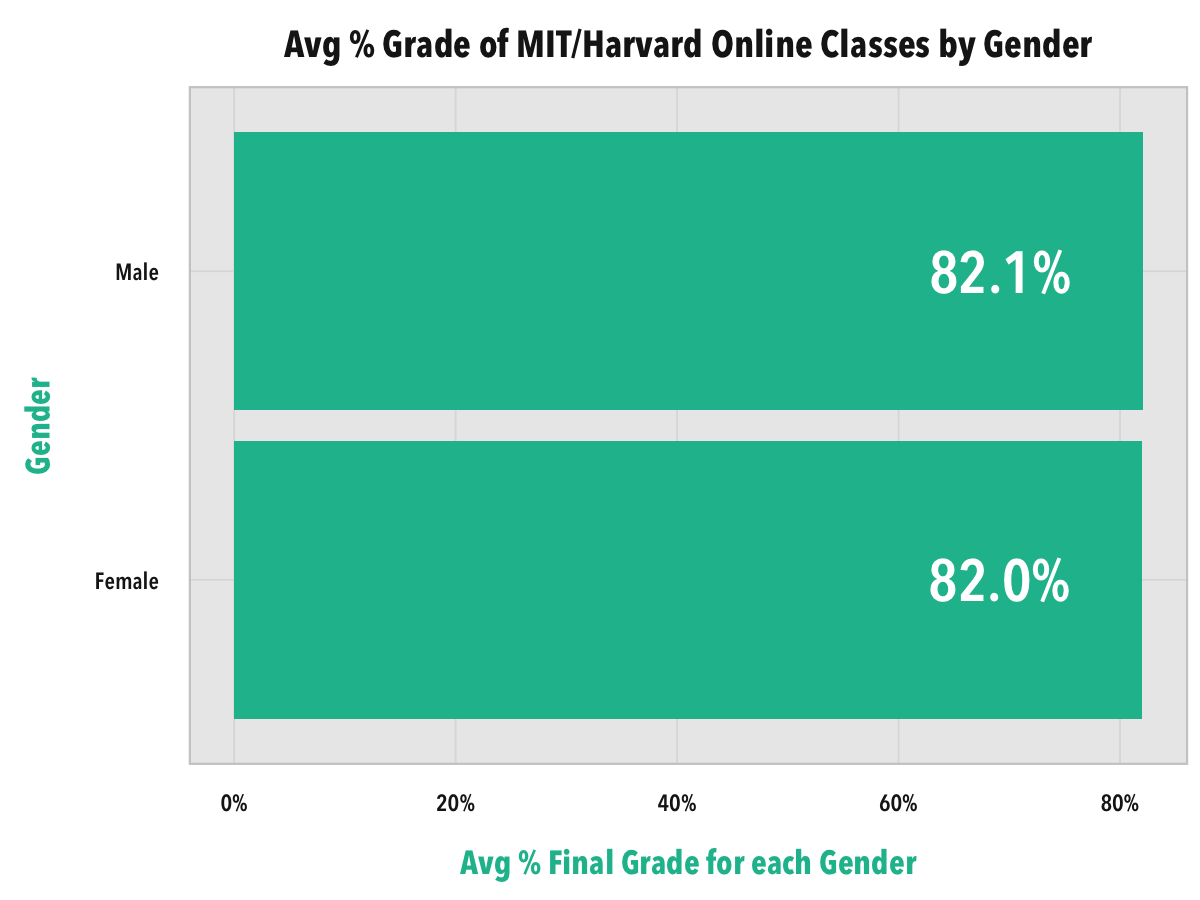 Avg % Grade of MIT/Harvard Online Classes by Gender
Male
82.1%
Gender
Female
82.0%
0% 20% 40% 60% 80%
Avg % Final Grade for each Gender